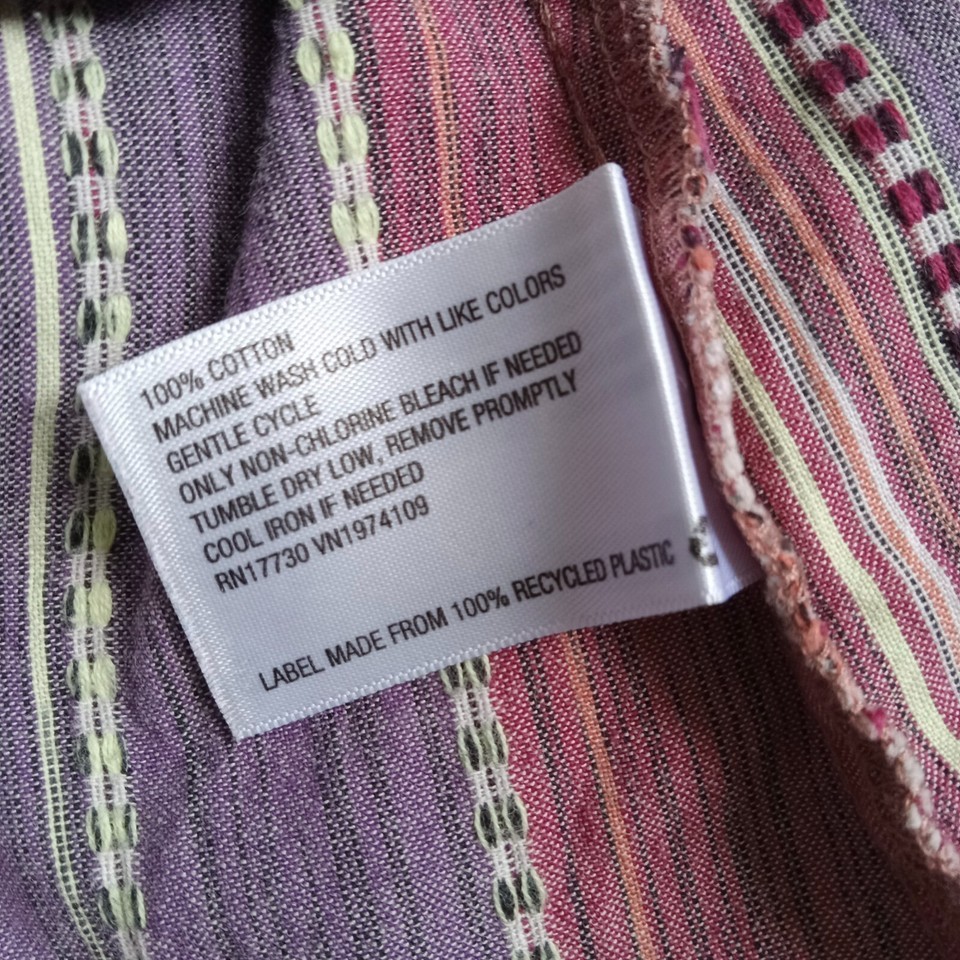 100% COTTON
MACHINE WASH COLD WITH LIKE COLORS
GENTLE CYCLE
ONLY NON-CHLORINE BLEACH IF NEEDED
TUMBLE DRY LOW, REMOVE PROMPTLY
COOL IRON IF NEEDED
RN17730 VN1974109
LABEL MADE FROM 100% RECYCLED PLASTIC